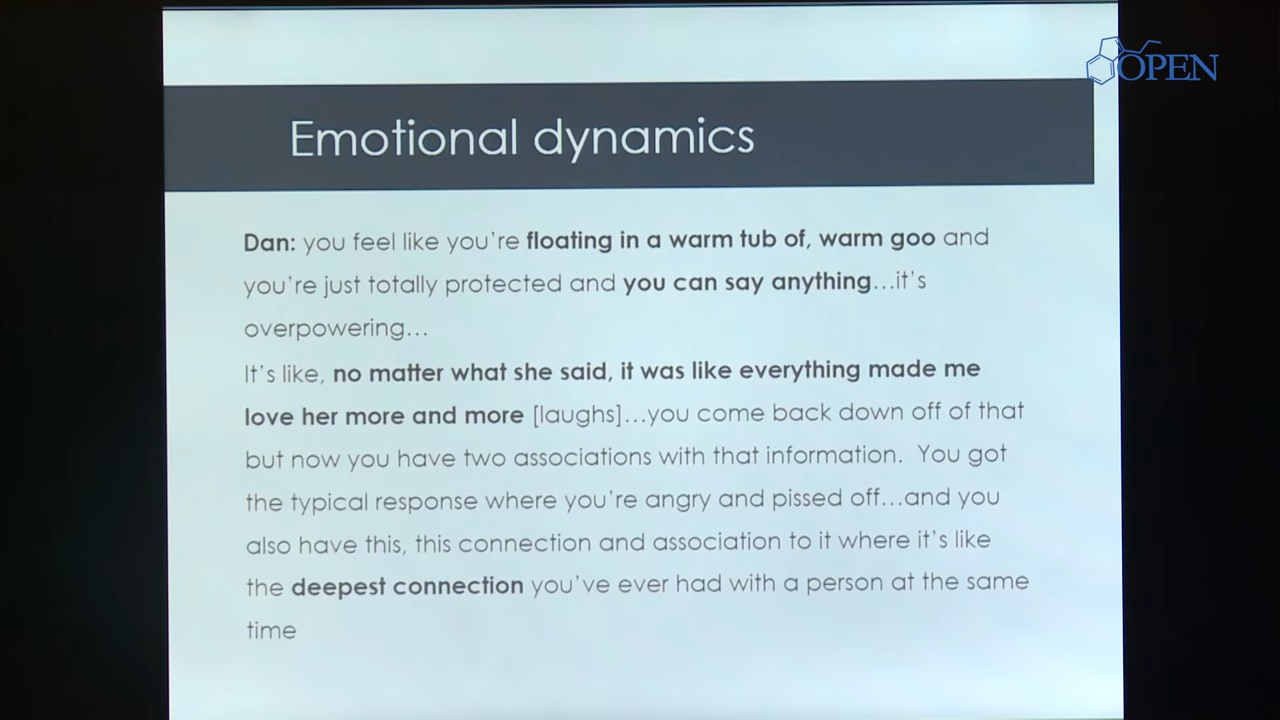 OPEN
Emotional dynamics
Dan: you feel like you're floating in a warm tub of, warm goo and
you're just totally protected and you can say anything…it's
overpowering…
It's like, no matter what she said, it was like everything made me
love her more and more [laughs]…you come back down off of that
but now you have two associations with that information.  You got
the typical response where you're angry and pissed off…and you
also have this, this connection and association to it where it's like
the deepest connection you've ever had with a person at the same
time